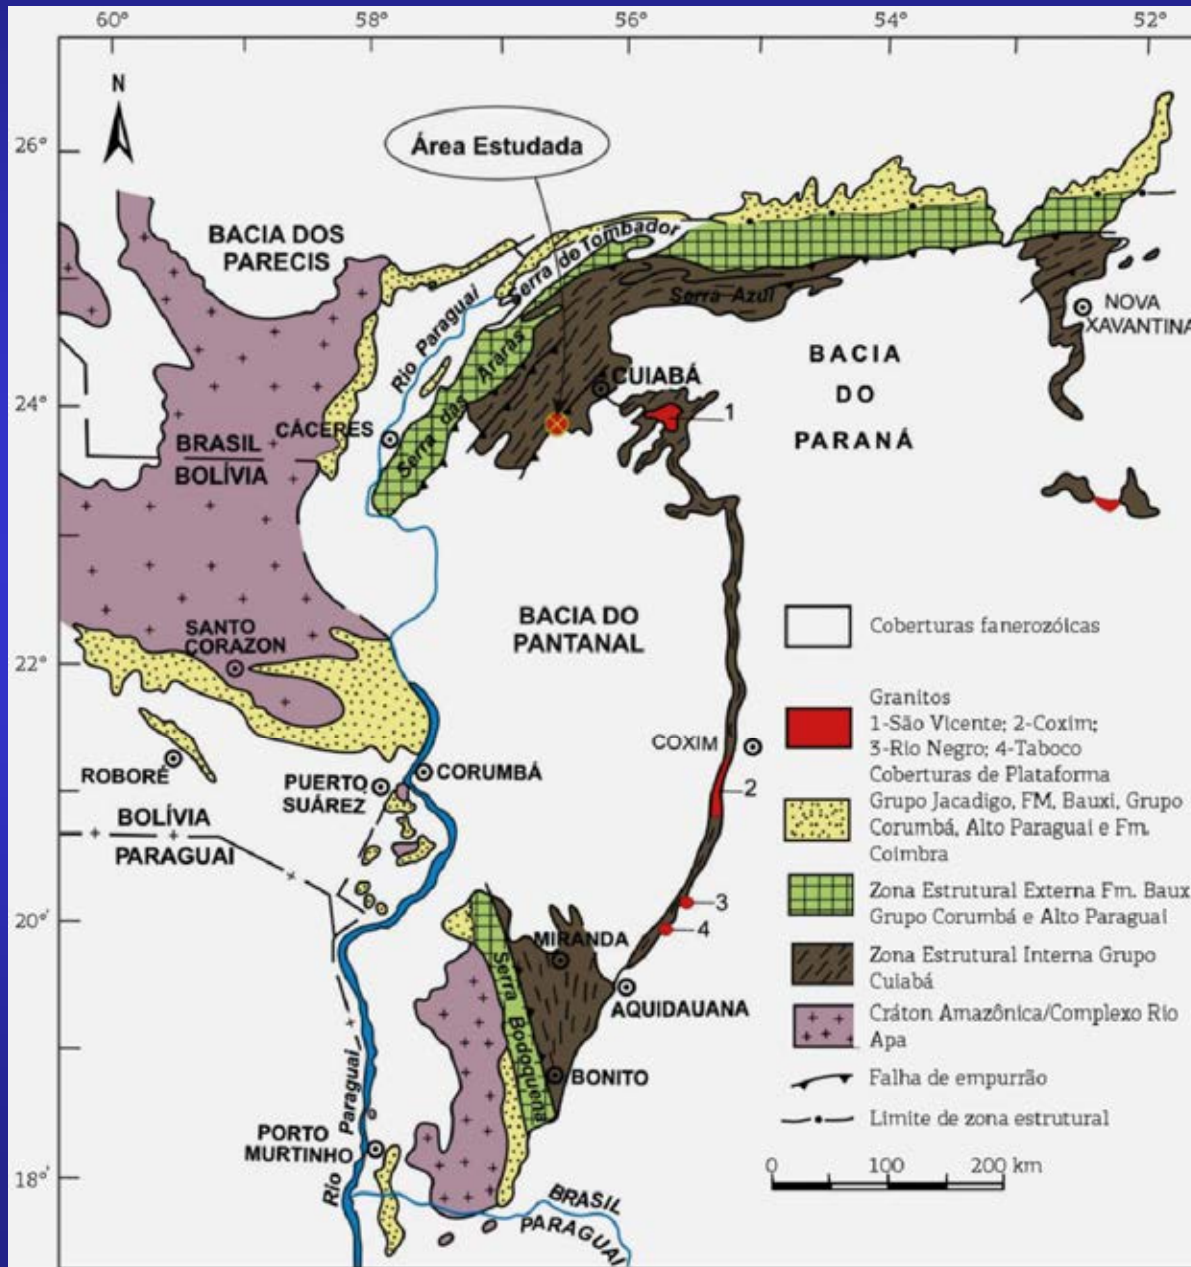 60°
58°
56°
54°
52°
N
26°
24°
22°
20°
18°
Área Estudada
BACIA DOS
PARECIS
Serra do Tombador
Serra Azul
NOVA
XAVANTINA
Rio Paraguai
Serra das Araras
CUIABÁ
1
BACIA
DO
PARANÁ
CÁCERES
BRASIL
BOLÍVIA
SANTO
CORAZON
BACIA DO
PANTANAL
ROBORÉ
PUERTO
SUÁREZ
CORUMBÁ
COXIM
2
BOLÍVIA
PARAGUAI
3
4
MIRANDA
AQUIDAUANA
Serra Bodoquena
BONITO
PORTO
MURTINHO
Rio Paraguai
BRASIL
PARAGUAI
Coberturas fanerozóicas
Granitos
1-São Vicente; 2-Coxim;
3-Rio Negro; 4-Taboco
Coberturas de Plataforma
Grupo Jacadigo, FM, Bauxi, Grupo
Corumbá, Alto Paraguai e Fm.
Coimbra
Zona Estrutural Externa Fm. Baux
Grupo Corumbá e Alto Paraguai
Zona Estrutural Interna Grupo
Cuiabá
Cráton Amazônica/Complexo Rio
Apa
Falha de empurrão
Limite de zona estrutural
0 100 200 km